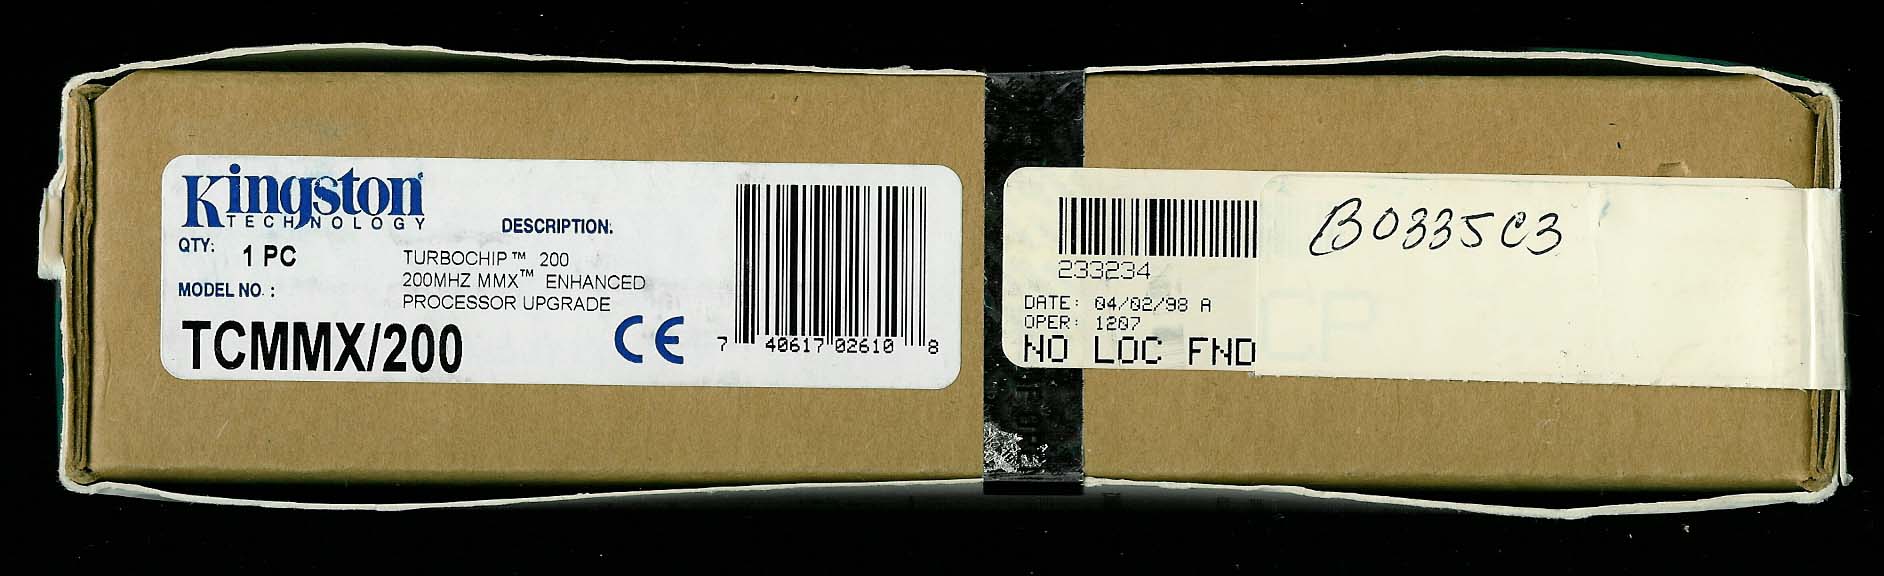 Kingston
TECHNOLOGY
DESCRIPTION:
QTY: 1 PC
TURBOCHIP™ 200
200MHZ MMX™ ENHANCED
PROCESSOR UPGRADE
MODEL NO.:
TCMMX/200
CE
7 40617 02610 8
233234
DATE: 04/02/98 A
OPER: 1207
NO LOC FND
B0335C3